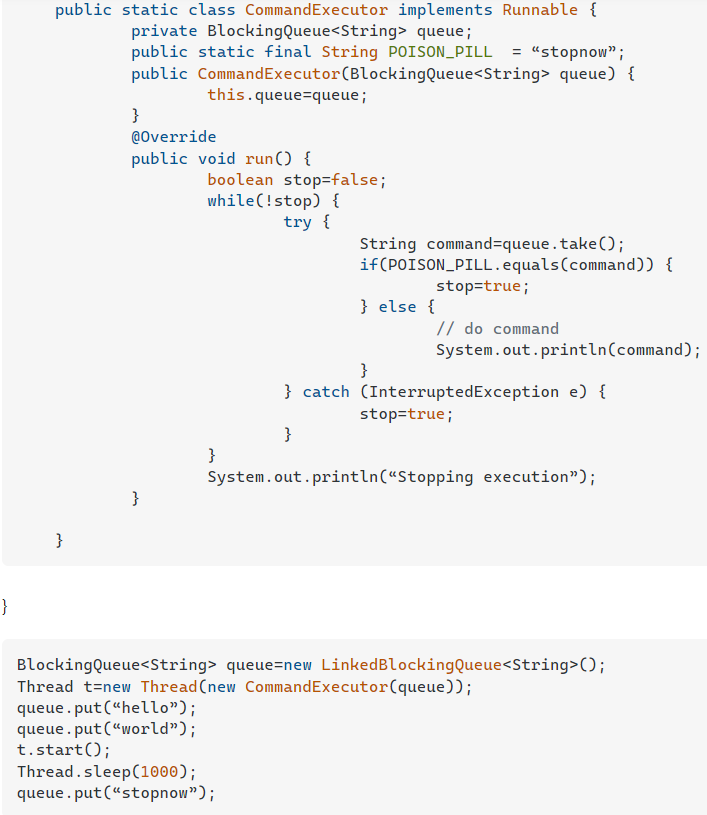 public static class CommandExecutor implements Runnable {
private BlockingQueue<String> queue;
public static final String POISON_PILL  = “stopnow”;
public CommandExecutor(BlockingQueue<String> queue) {
this.queue=queue;
}
@Override
public void run() {
boolean stop=false;
while(!stop) {
try {
String command=queue.take();
if(POISON_PILL.equals(command)) {
stop=true;
} else {
// do command
System.out.println(command);
}
} catch (InterruptedException e) {
stop=true;
}
}
System.out.println(“Stopping execution”);
}
}
}
BlockingQueue<String> queue=new LinkedBlockingQueue<String>();
Thread t=new Thread(new CommandExecutor(queue));
queue.put(“hello”);
queue.put(“world”);
t.start();
Thread.sleep(1000);
queue.put(“stopnow”);